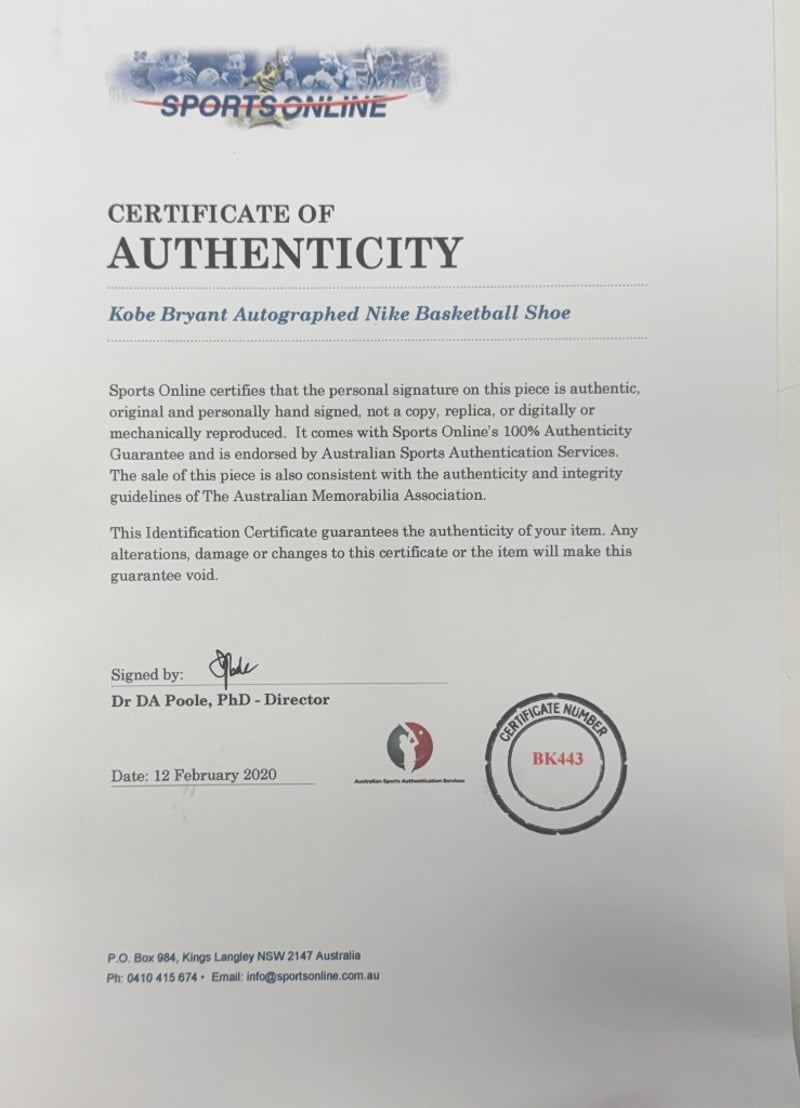 SPORTS ONLINE
CERTIFICATE OF
AUTHENTICITY
Kobe Bryant Autographed Nike Basketball Shoe
Sports Online certifies that the personal signature on this piece is authentic,
original and personally hand signed, not a copy, replica, or digitally or
mechanically reproduced. It comes with Sports Online's 100% Authenticity
Guarantee and is endorsed by Australian Sports Authentication Services.
The sale of this piece is also consistent with the authenticity and integrity
guidelines of The Australian Memorabilia Association.
This Identification Certificate guarantees the authenticity of your item. Any
alterations, damage or changes to this certificate or the item will make this
guarantee void.
Signed by:
Dr DA Poole, PhD - Director
Date: 12 February 2020
Australian Sports Authentication Services
CERTIFICATE NUMBER
BK443
P.O. Box 984, Kings Langley NSW 2147 Australia
Ph: 0410 415 674 • Email: info@sportsonline.com.au